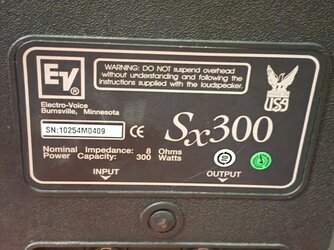 EV®
WARNING: DO NOT suspend overhead
without understanding and following the
instructions supplied with the loudspeaker.
USA
Electro-Voice
Burnsville, Minnesota
SN:10254M0409
CE
Sx300
Nominal Impedance: 8 Ohms
Power Capacity: 300 Watts
INPUT
OUTPUT